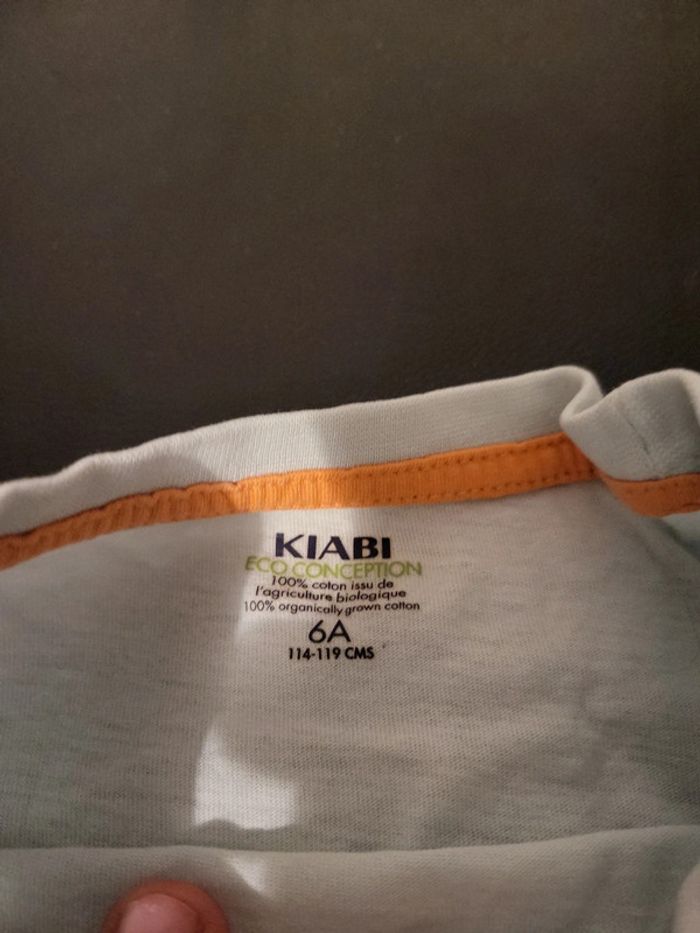 KIABI
ECO CONCEPTION
100% coton issu de
l'agriculture biologique
100% organically grown cotton
6A
114-119 CMS